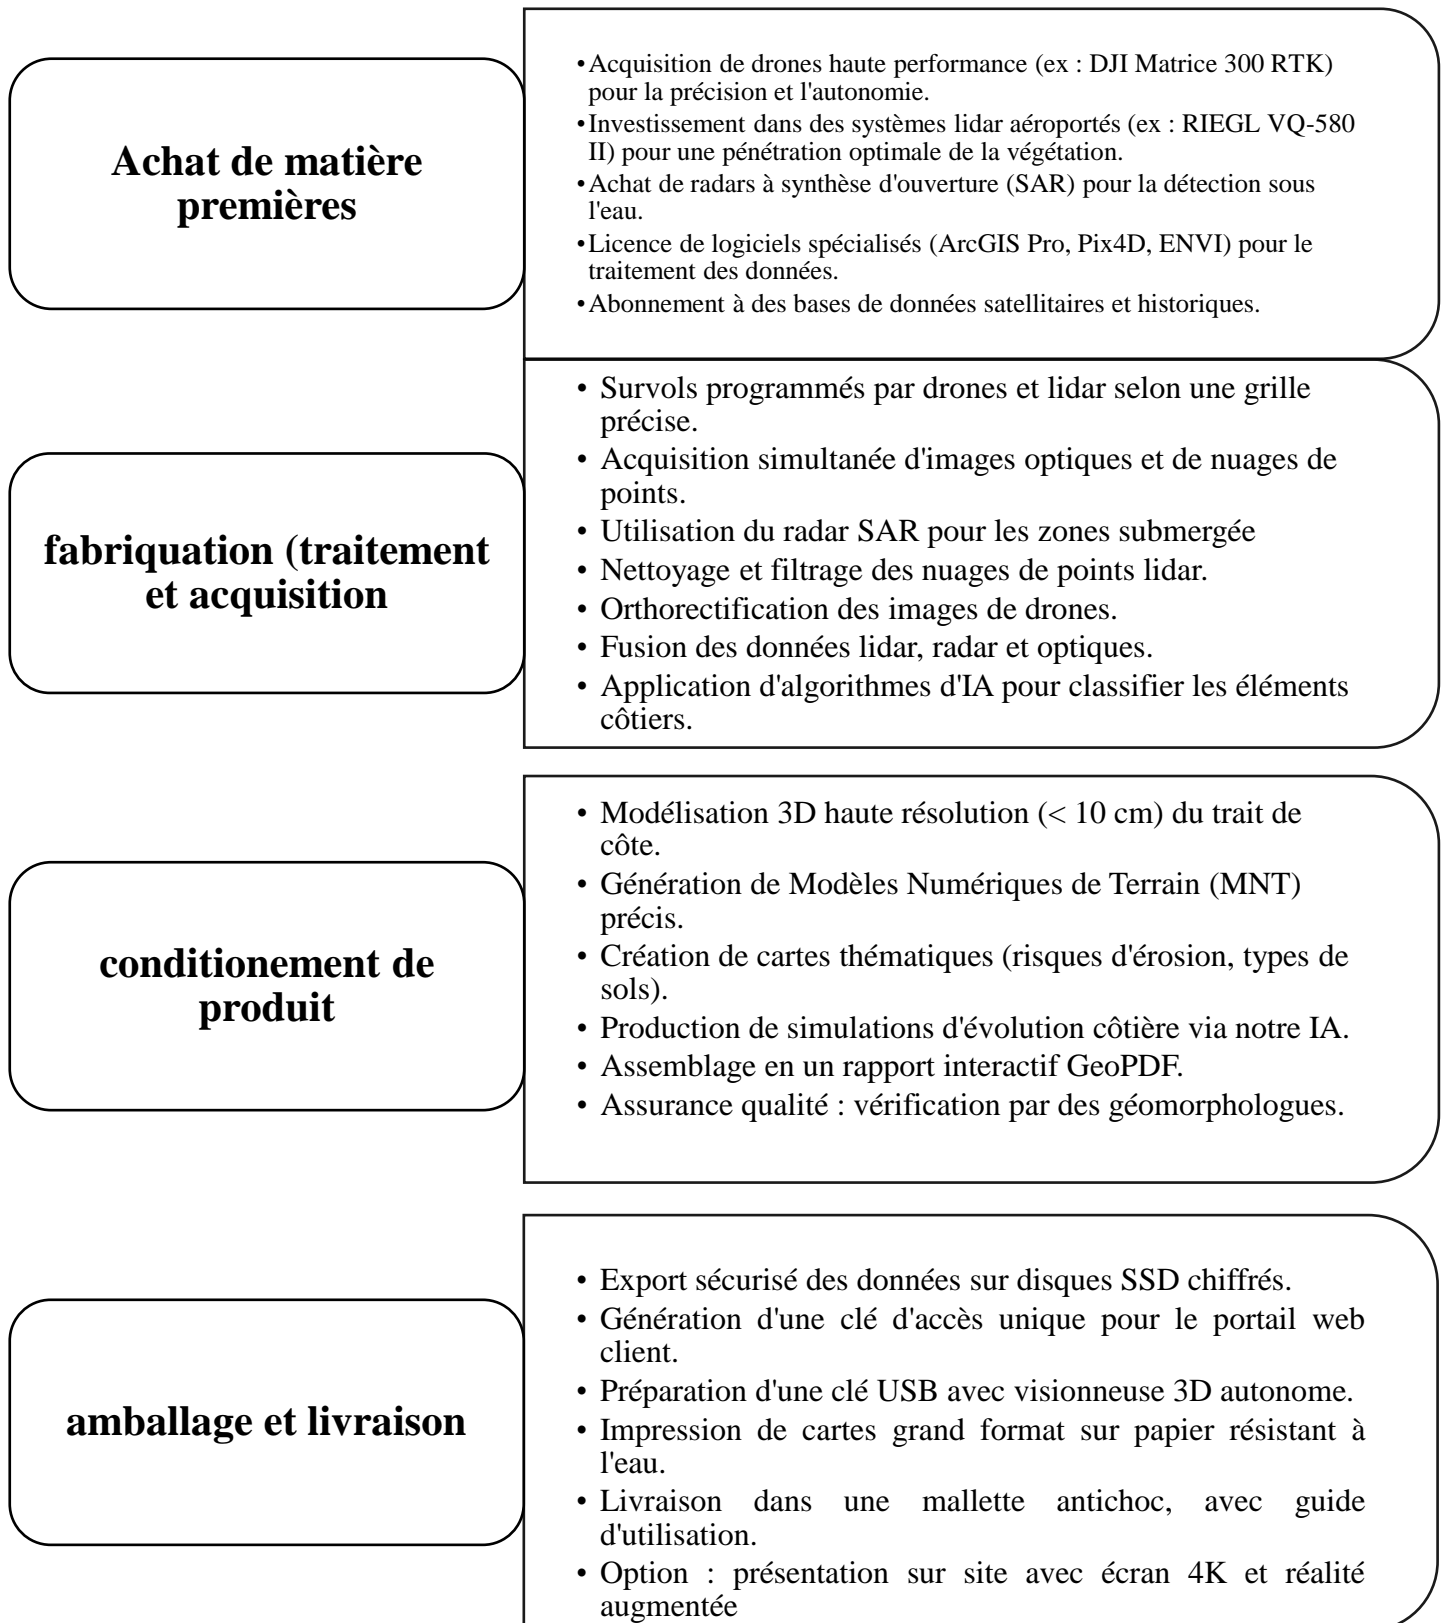 Achat de matière
premières
•Acquisition de drones haute performance (ex : DJI Matrice 300 RTK)
pour la précision et l'autonomie.
•Investissement dans des systèmes lidar aéroportés (ex : RIEGL VQ-580
II) pour une pénétration optimale de la végétation.
•Achat de radars à synthèse d'ouverture (SAR) pour la détection sous
l'eau.
•Licence de logiciels spécialisés (ArcGIS Pro, Pix4D, ENVI) pour le
traitement des données.
•Abonnement à des bases de données satellitaires et historiques.
fabriquation (traitement
et acquisition
• Survols programmés par drones et lidar selon une grille
précise.
• Acquisition simultanée d'images optiques et de nuages de
points.
• Utilisation du radar SAR pour les zones submergée
• Nettoyage et filtrage des nuages de points lidar.
• Orthorectification des images de drones.
• Fusion des données lidar, radar et optiques.
• Application d'algorithmes d'IA pour classifier les éléments
côtiers.
conditionement de
produit
• Modélisation 3D haute résolution (< 10 cm) du trait de
côte.
• Génération de Modèles Numériques de Terrain (MNT)
précis.
• Création de cartes thématiques (risques d'érosion, types de
sols).
• Production de simulations d'évolution côtière via notre IA.
• Assemblage en un rapport interactif GeoPDF.
• Assurance qualité : vérification par des géomorphologues.
amballage et livraison
• Export sécurisé des données sur disques SSD chiffrés.
• Génération d'une clé d'accès unique pour le portail web
client.
• Préparation d'une clé USB avec visionneuse 3D autonome.
• Impression de cartes grand format sur papier résistant à
l'eau.
• Livraison dans une mallette antichoc, avec guide
d'utilisation.
• Option : présentation sur site avec écran 4K et réalité
augmentée